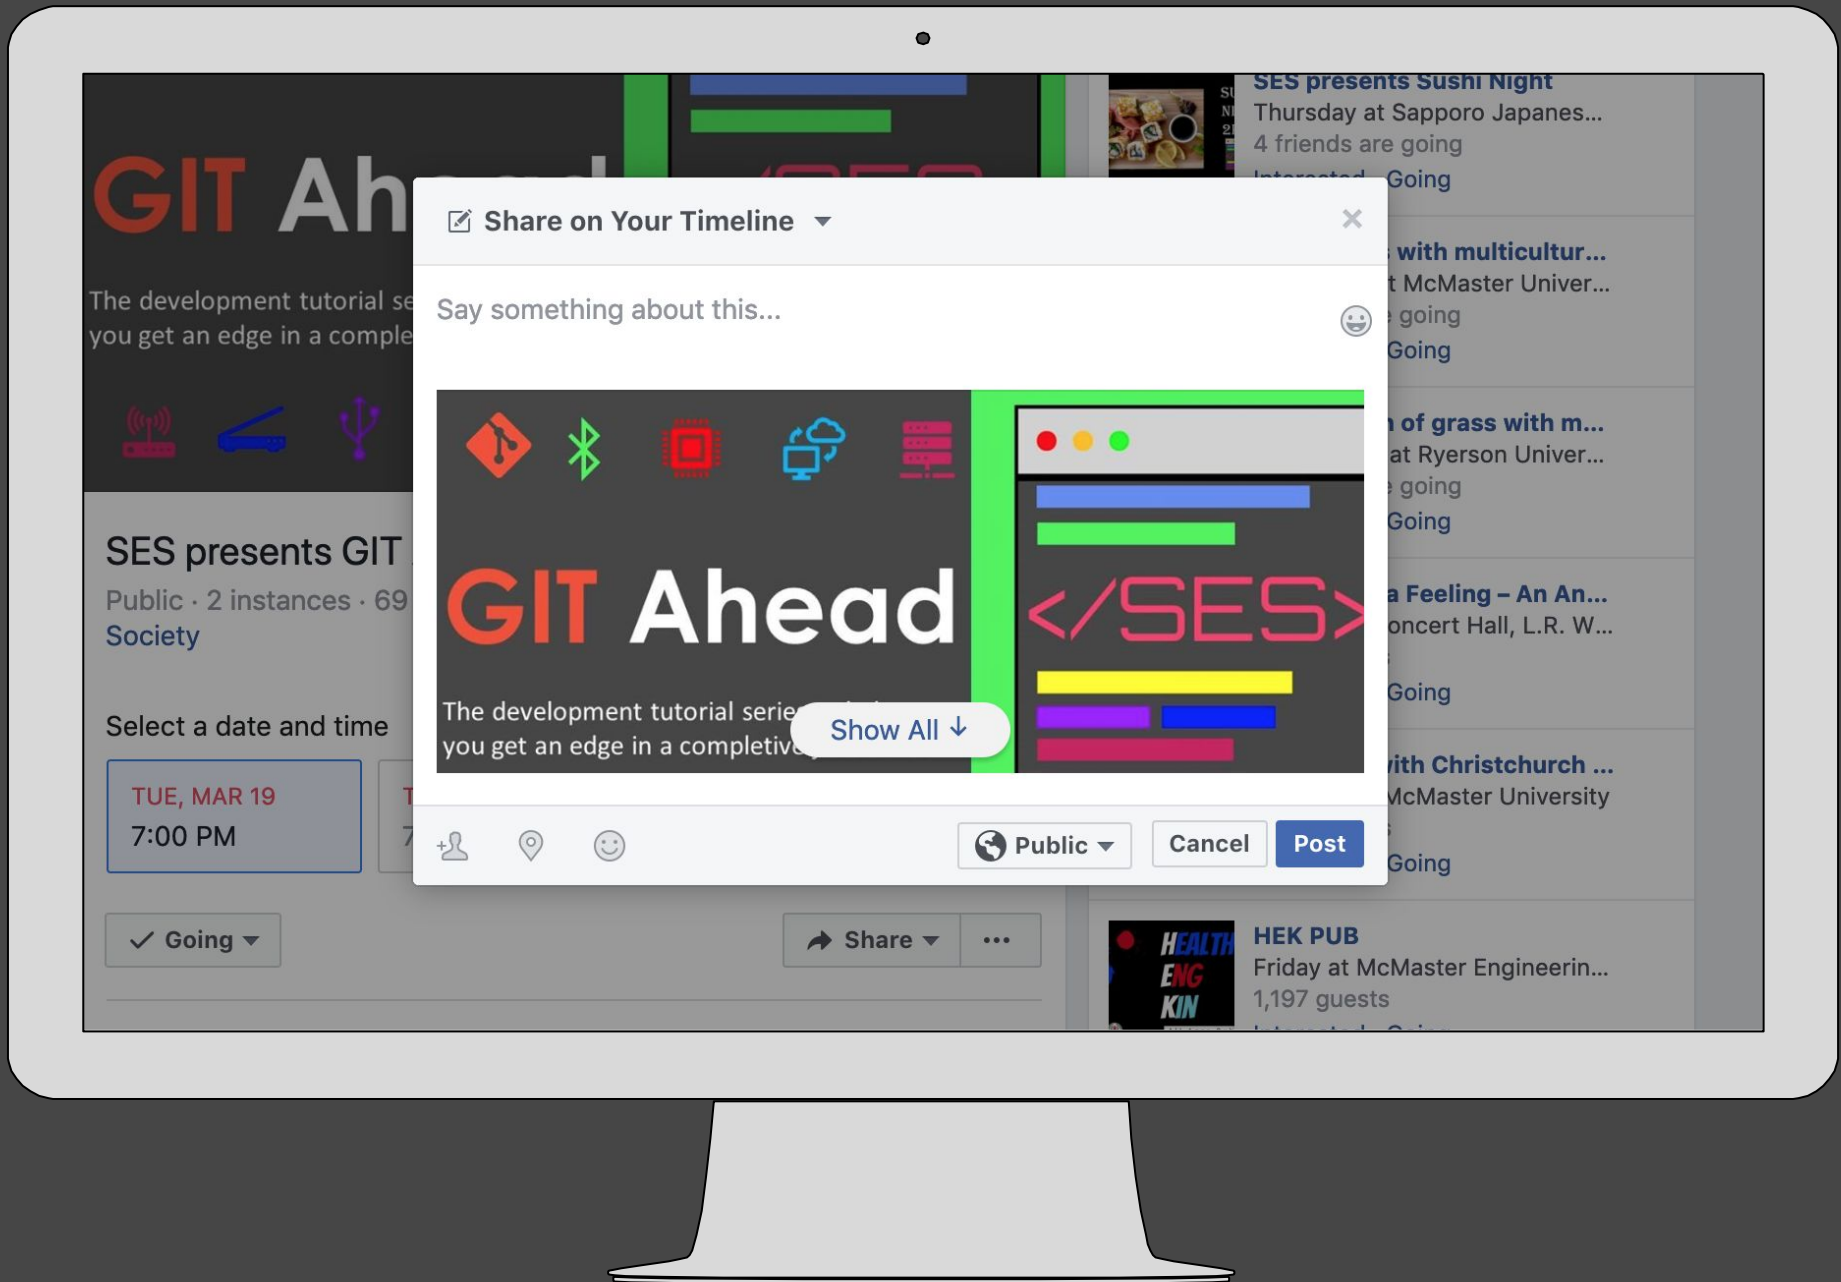 GIT Ah
The development tutorial se
you get an edge in a comple
SES presents GIT
Public · 2 instances · 69
Society
Select a date and time
TUE, MAR 19
7:00 PM
Going
Share
Share on Your Timeline
Say something about this...
GIT Ahead
</SES>
The development tutorial serie
you get an edge in a completiv
Show All
Public
Cancel
Post
SES presents Sushi Night
Thursday at Sapporo Japanes...
4 friends are going
Going
with multicultur...
t McMaster Univer...
going
Going
of grass with m...
at Ryerson Univer...
going
Going
a Feeling – An An...
oncert Hall, L.R. W...
Going
ith Christchurch ...
McMaster University
Going
HEALTH
ENG
KIN
HEK PUB
Friday at McMaster Engineerin...
1,197 guests